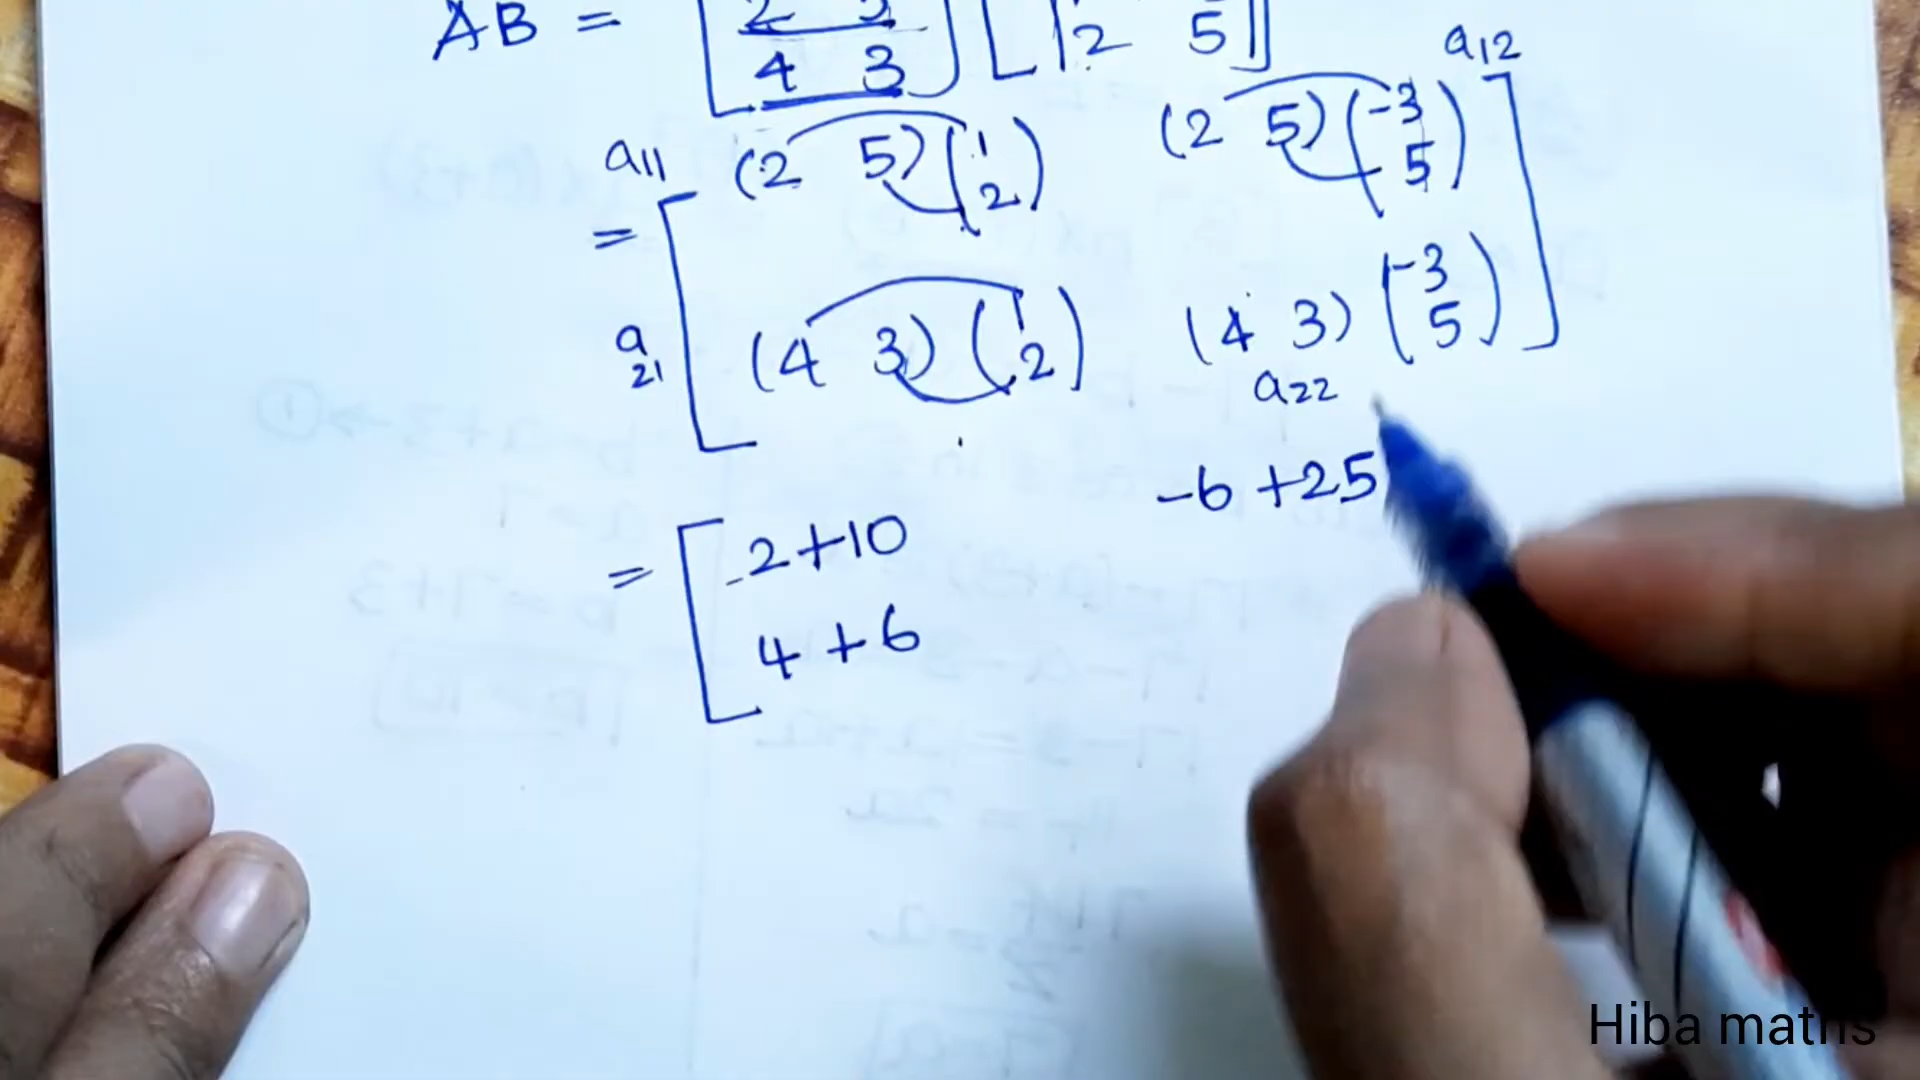 AB = [2 5
4 3] [1
2 5]
a11 (2 5)(1
2) (2 5)(-3
5) a12
=
a21 (4 3)(1
2) (4 3)(-3
5)
a22
= [2+10 -6+25
4+6
Hiba maths